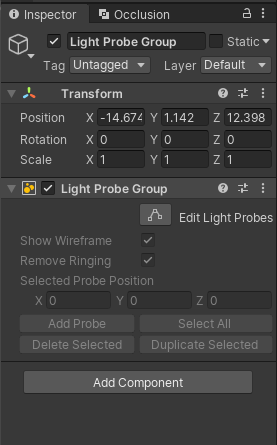 Inspector Occlusion
Light Probe Group Static
Tag Untagged Layer Default
Transform
Position X -14.674 Y 1.142 Z 12.398
Rotation X 0 Y 0 Z 0
Scale X 1 Y 1 Z 1
Light Probe Group
Edit Light Probes
Show Wireframe
Remove Ringing
Selected Probe Position
X 0 Y 0 Z 0
Add Probe Select All
Delete Selected Duplicate Selected
Add Component